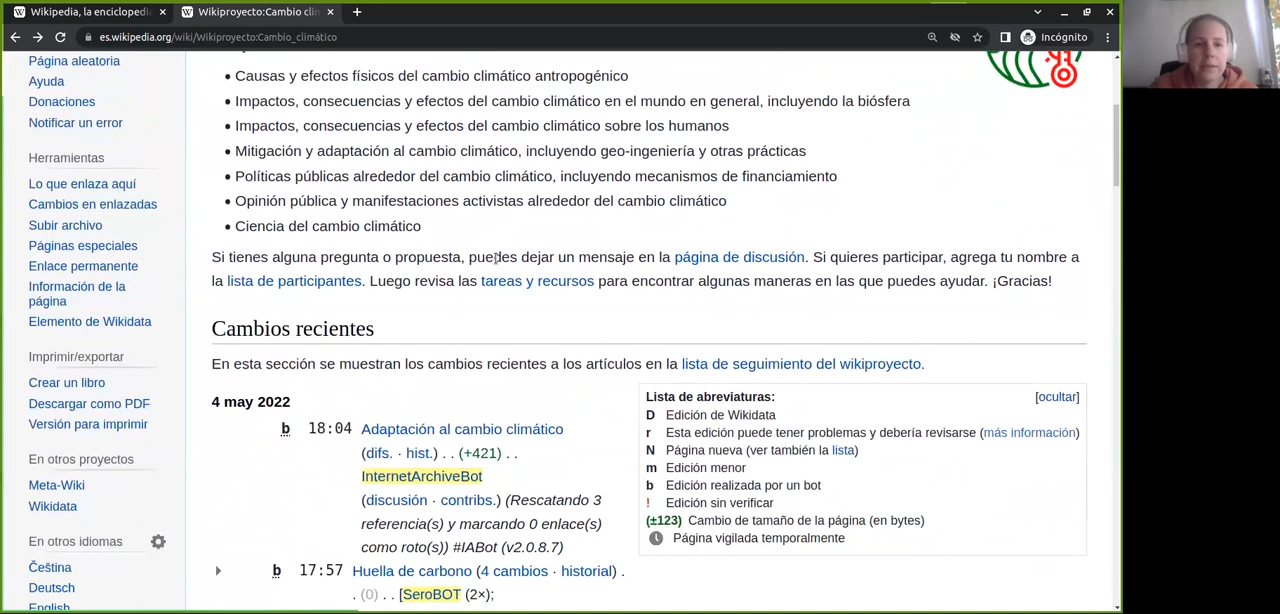 Wikipedia, la enciclopedi
Wikiproyecto:Cambio clim
es.wikipedia.org/wiki/Wikiproyecto:Cambio_climático
Incógnito
Página aleatoria
Ayuda
Donaciones
Notificar un error
Herramientas
Lo que enlaza aquí
Cambios en enlazadas
Subir archivo
Páginas especiales
Enlace permanente
Información de la
página
Elemento de Wikidata
Imprimir/exportar
Crear un libro
Descargar como PDF
Versión para imprimir
En otros proyectos
Meta-Wiki
Wikidata
En otros idiomas
Čeština
Deutsch
English
• Causas y efectos físicos del cambio climático antropogénico
• Impactos, consecuencias y efectos del cambio climático en el mundo en general, incluyendo la biósfera
• Impactos, consecuencias y efectos del cambio climático sobre los humanos
• Mitigación y adaptación al cambio climático, incluyendo geo-ingeniería y otras prácticas
• Políticas públicas alrededor del cambio climático, incluyendo mecanismos de financiamiento
• Opinión pública y manifestaciones activistas alrededor del cambio climático
• Ciencia del cambio climático
Si tienes alguna pregunta o propuesta, puedes dejar un mensaje en la página de discusión. Si quieres participar, agrega tu nombre a
la lista de participantes. Luego revisa las tareas y recursos para encontrar algunas maneras en las que puedes ayudar. ¡Gracias!
Cambios recientes
En esta sección se muestran los cambios recientes a los artículos en la lista de seguimiento del wikiproyecto.
4 may 2022
b 18:04 Adaptación al cambio climático
(difs. · hist.) . . (+421) . .
InternetArchiveBot
(discusión · contribs.) (Rescatando 3
referencia(s) y marcando 0 enlace(s)
como roto(s)) #IABot (v2.0.8.7)
b 17:57 Huella de carbono (4 cambios · historial) .
. (0) . . [SeroBOT (2×);
Lista de abreviaturas: [ocultar]
D Edición de Wikidata
r Esta edición puede tener problemas y debería revisarse (más información)
N Página nueva (ver también la lista)
m Edición menor
b Edición realizada por un bot
! Edición sin verificar
(±123) Cambio de tamaño de la página (en bytes)
Página vigilada temporalmente